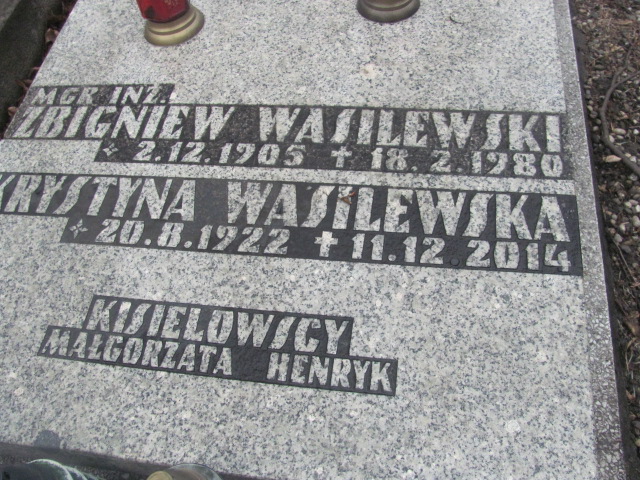 MGR INŻ.
ZBIGNIEW WASILEWSKI
2.12.1905 ✝ 18.2.1980
KRYSTYNA WASILEWSKA
20.8.1922 ✝ 11.12.2014
KISIELOWSCY
MAŁGORZATA HENRYK